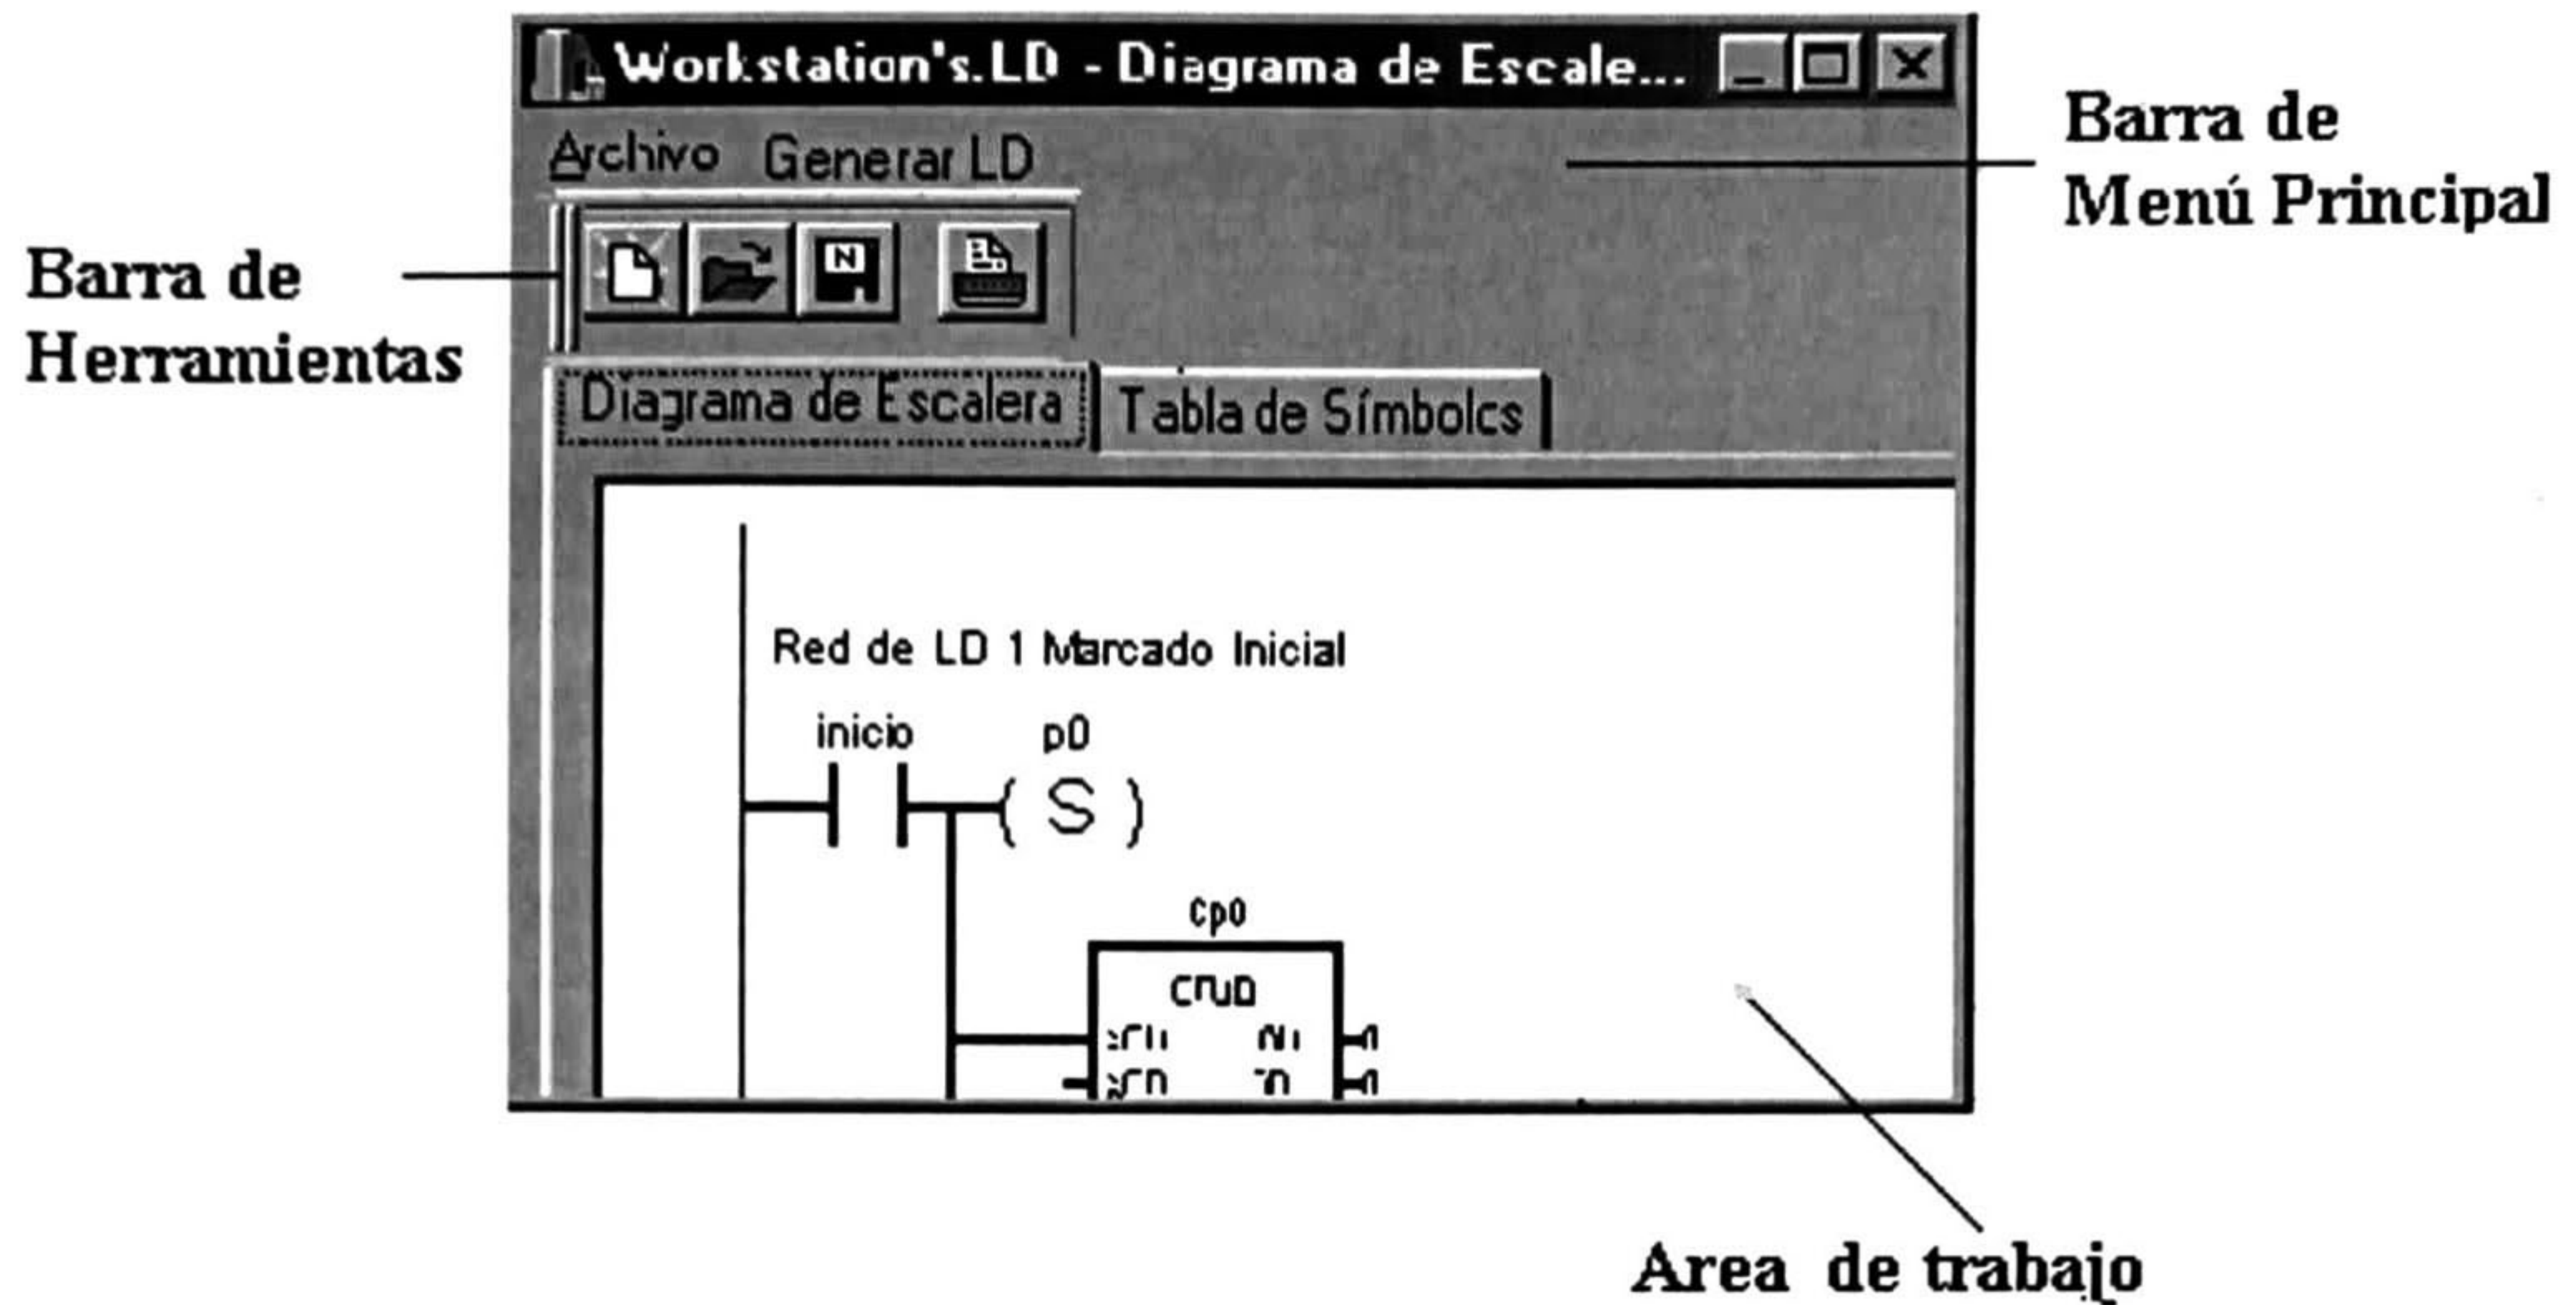 Workstation's.LD - Diagrama de Escale...
Barra de
Menú Principal
Archivo Generar LD
Barra de
Herramientas
Diagrama de Escalera Tabla de Símbolos
Red de LD 1 Marcado Inicial
inicio p0
( S )
Cp0
Area de trabajo